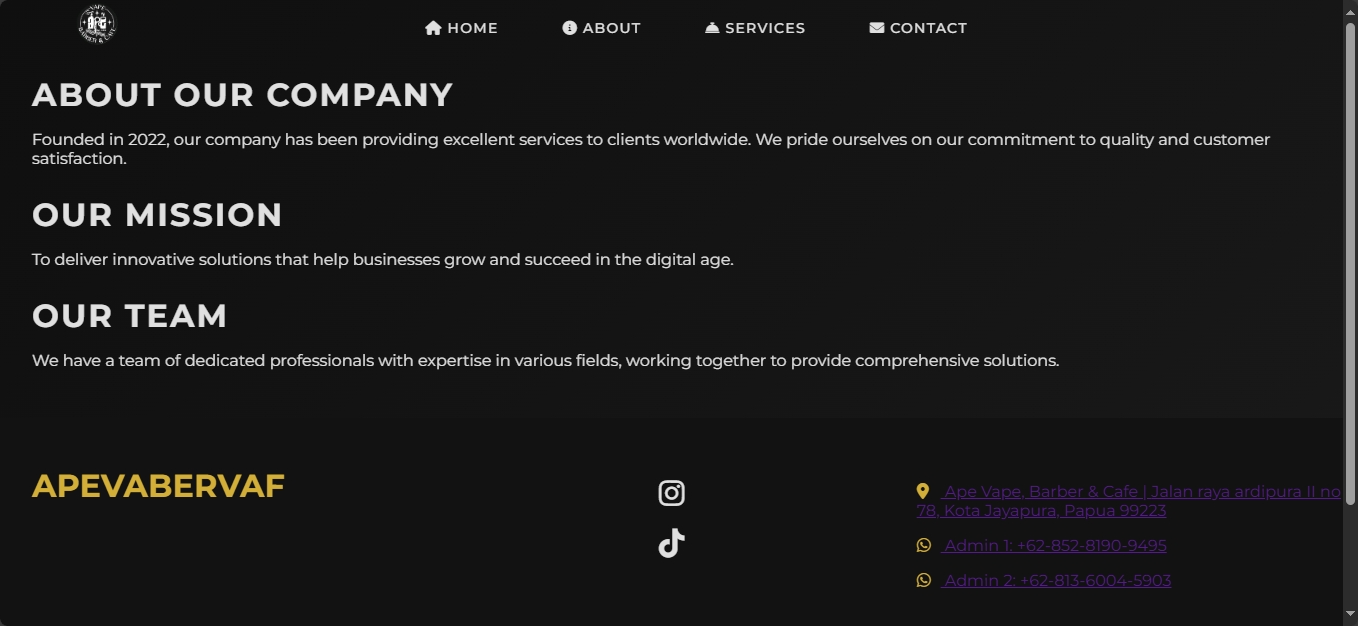 VAPE
BARBER & CAFE
HOME
ABOUT
SERVICES
CONTACT
ABOUT OUR COMPANY
Founded in 2022, our company has been providing excellent services to clients worldwide. We pride ourselves on our commitment to quality and customer
satisfaction.
OUR MISSION
To deliver innovative solutions that help businesses grow and succeed in the digital age.
OUR TEAM
We have a team of dedicated professionals with expertise in various fields, working together to provide comprehensive solutions.
APEVABERVAF
Ape Vape, Barber & Cafe | Jalan raya ardipura II no
78, Kota Jayapura, Papua 99223
Admin 1: +62-852-8190-9495
Admin 2: +62-813-6004-5903